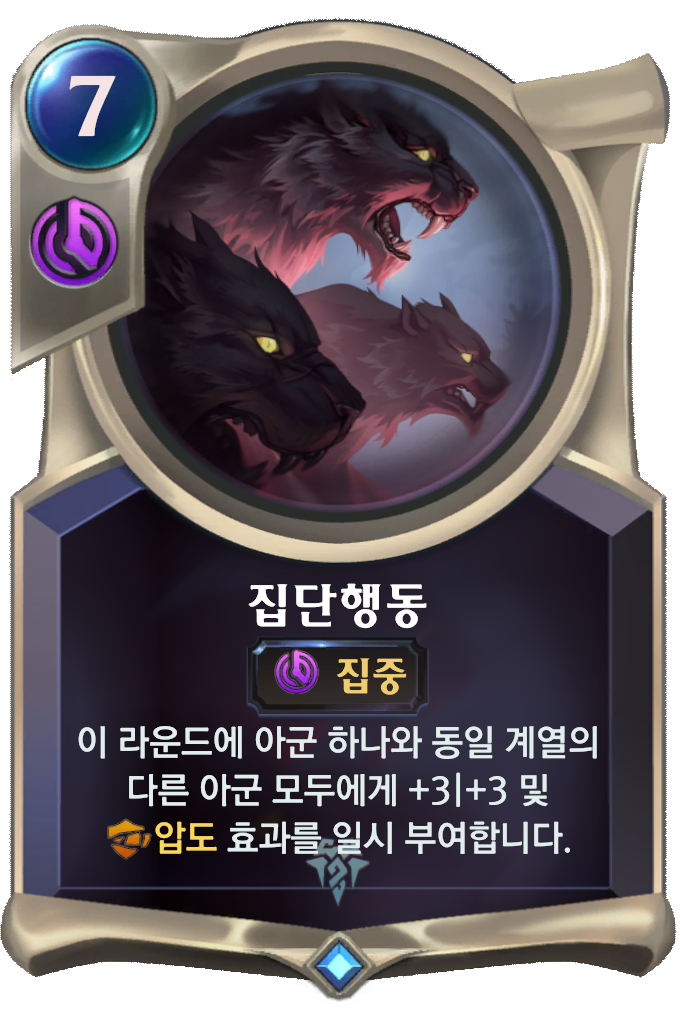 7
집단행동
집중
이 라운드에 아군 하나와 동일 계열의
다른 아군 모두에게 +3|+3 및
압도 효과를 일시 부여합니다.